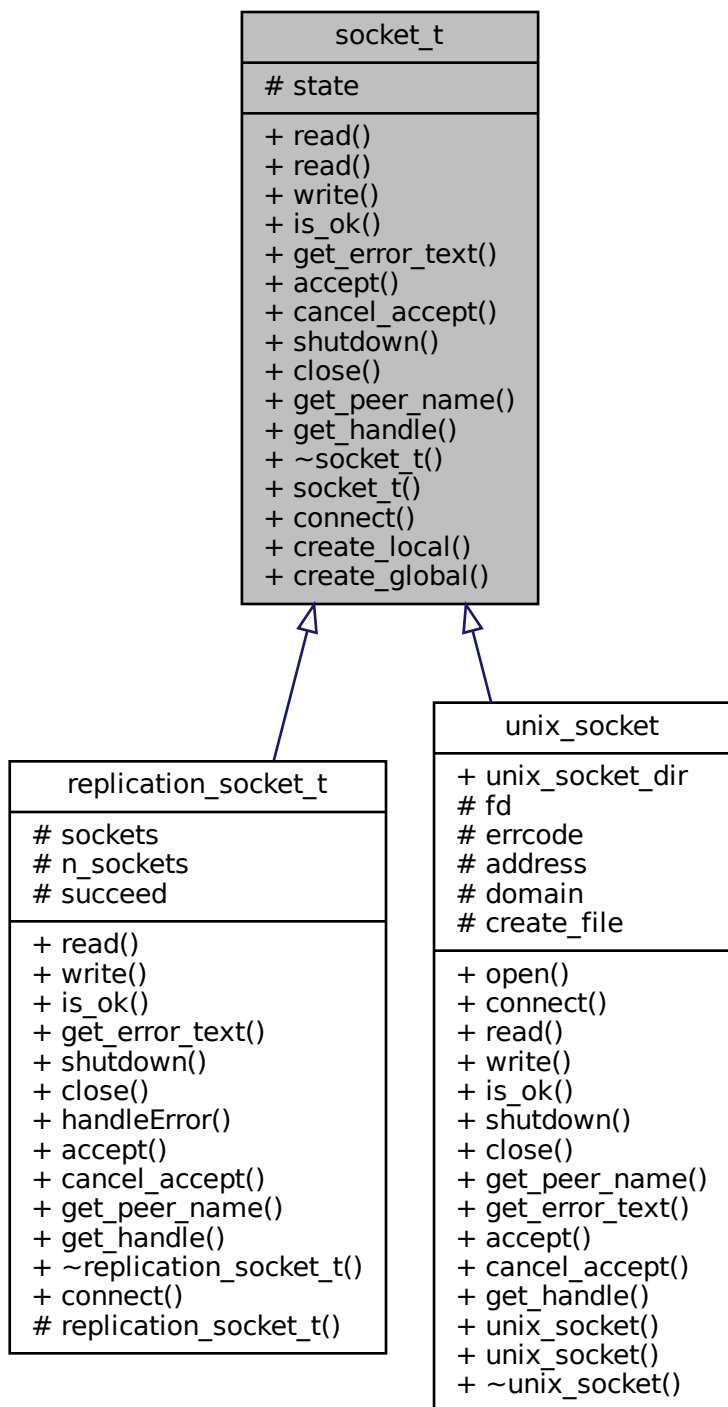 socket_t
# state
+ read()
+ read()
+ write()
+ is_ok()
+ get_error_text()
+ accept()
+ cancel_accept()
+ shutdown()
+ close()
+ get_peer_name()
+ get_handle()
+ ~socket_t()
+ socket_t()
+ connect()
+ create_local()
+ create_global()
replication_socket_t
# sockets
# n_sockets
# succeed
+ read()
+ write()
+ is_ok()
+ get_error_text()
+ shutdown()
+ close()
+ handleError()
+ accept()
+ cancel_accept()
+ get_peer_name()
+ get_handle()
+ ~replication_socket_t()
+ connect()
# replication_socket_t()
unix_socket
+ unix_socket_dir
# fd
# errcode
# address
# domain
# create_file
+ open()
+ connect()
+ read()
+ write()
+ is_ok()
+ shutdown()
+ close()
+ get_peer_name()
+ get_error_text()
+ accept()
+ cancel_accept()
+ get_handle()
+ unix_socket()
+ unix_socket()
+ ~unix_socket()